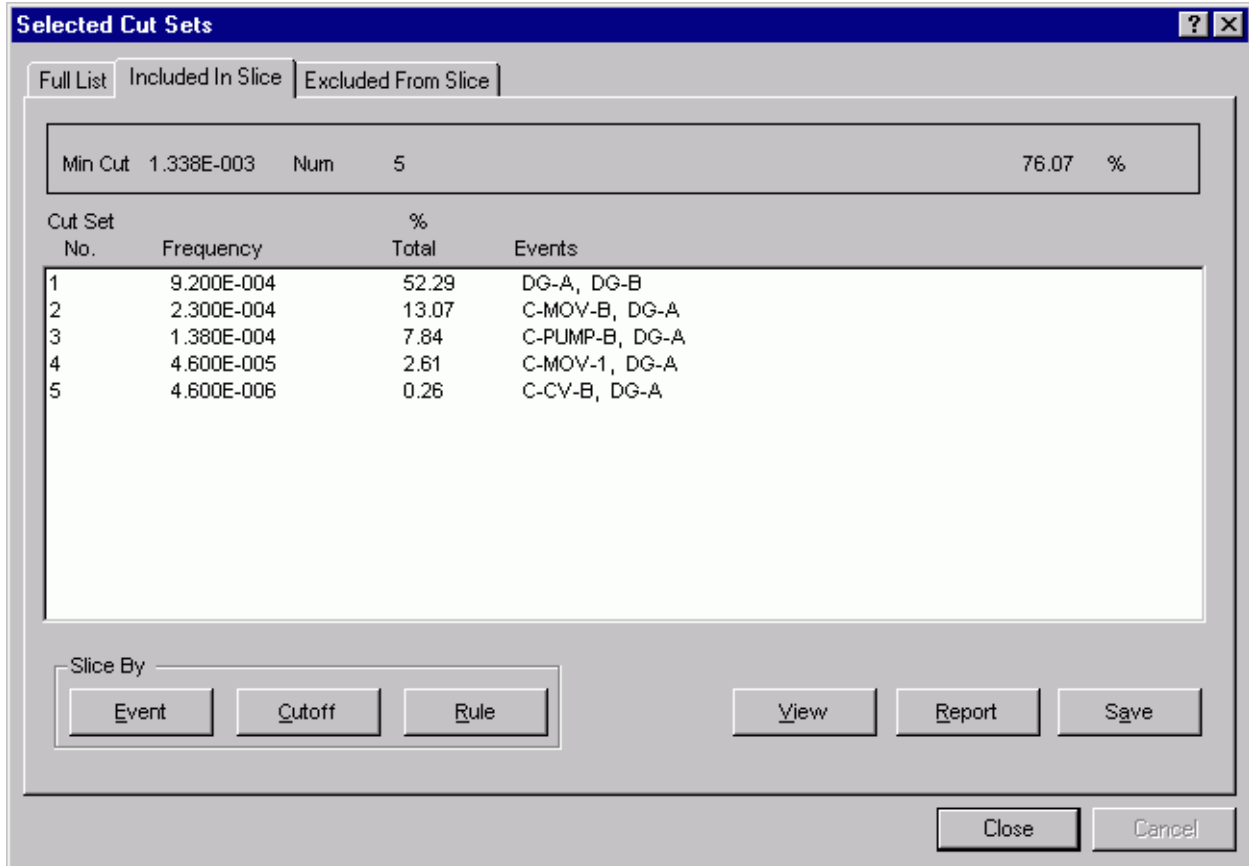 Selected Cut Sets
Full List Included In Slice Excluded From Slice
Min Cut 1.338E-003 Num 5 76.07 %
Cut Set %
No. Frequency Total Events
1 9.200E-004 52.29 DG-A, DG-B
2 2.300E-004 13.07 C-MOV-B, DG-A
3 1.380E-004 7.84 C-PUMP-B, DG-A
4 4.600E-005 2.61 C-MOV-1, DG-A
5 4.600E-006 0.26 C-CV-B, DG-A
Slice By
Event Cutoff Rule View Report Save
Close Cancel